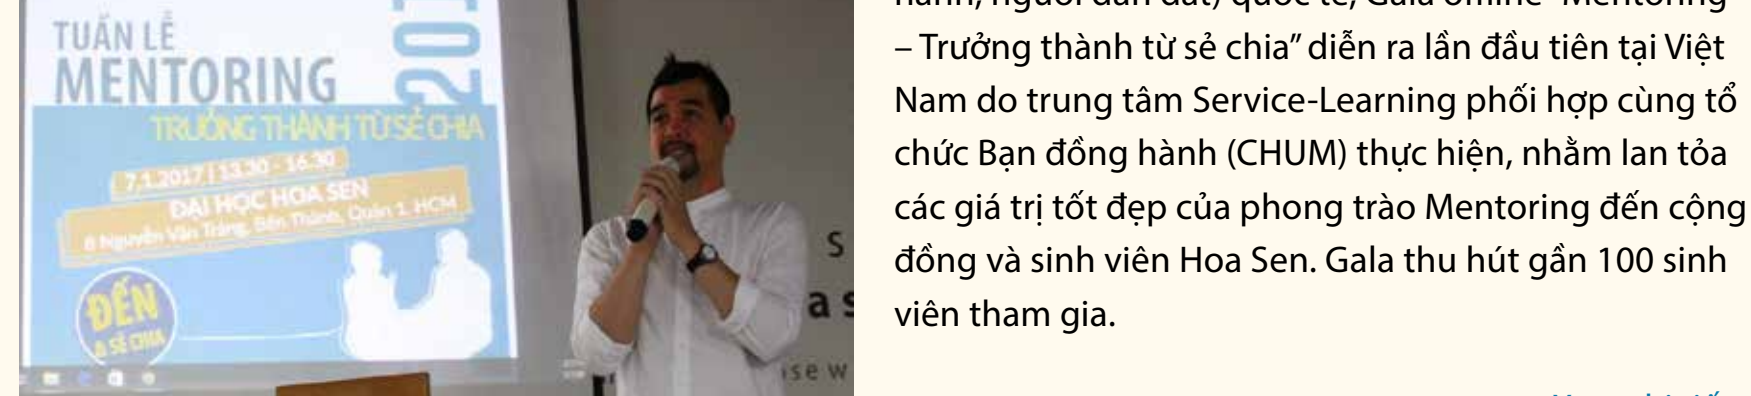 TUẦN LỄ
MENTORING
201
TRƯỞNG THÀNH TỪ SẺ CHIA
7.1.2017 | 13.30 - 16.30
ĐẠI HỌC HOA SEN
8 Nguyễn Văn Tráng, Bến Thành, Quận 1, HCM
ĐẾN
& SẺ CHIA
S
a s
ise w
– Trưởng thành từ sẻ chia” diễn ra lần đầu tiên tại Việt
Nam do trung tâm Service-Learning phối hợp cùng tổ
chức Bạn đồng hành (CHUM) thực hiện, nhằm lan tỏa
các giá trị tốt đẹp của phong trào Mentoring đến cộng
đồng và sinh viên Hoa Sen. Gala thu hút gần 100 sinh
viên tham gia.